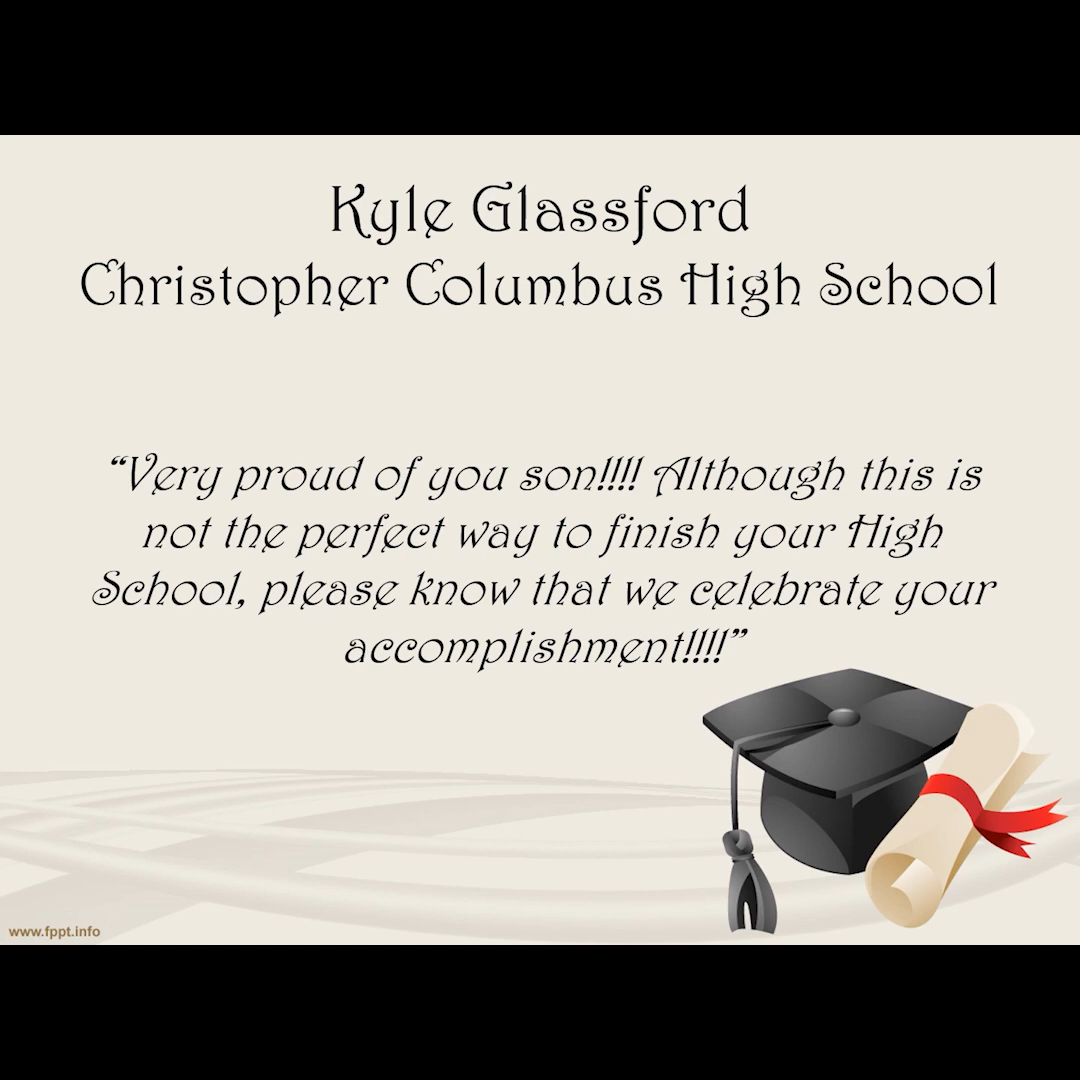 Kyle Glassford
Christopher Columbus High School
“Very proud of you son!!!! Although this is
not the perfect way to finish your High
School, please know that we celebrate your
accomplishment!!!!”
www.fppt.info